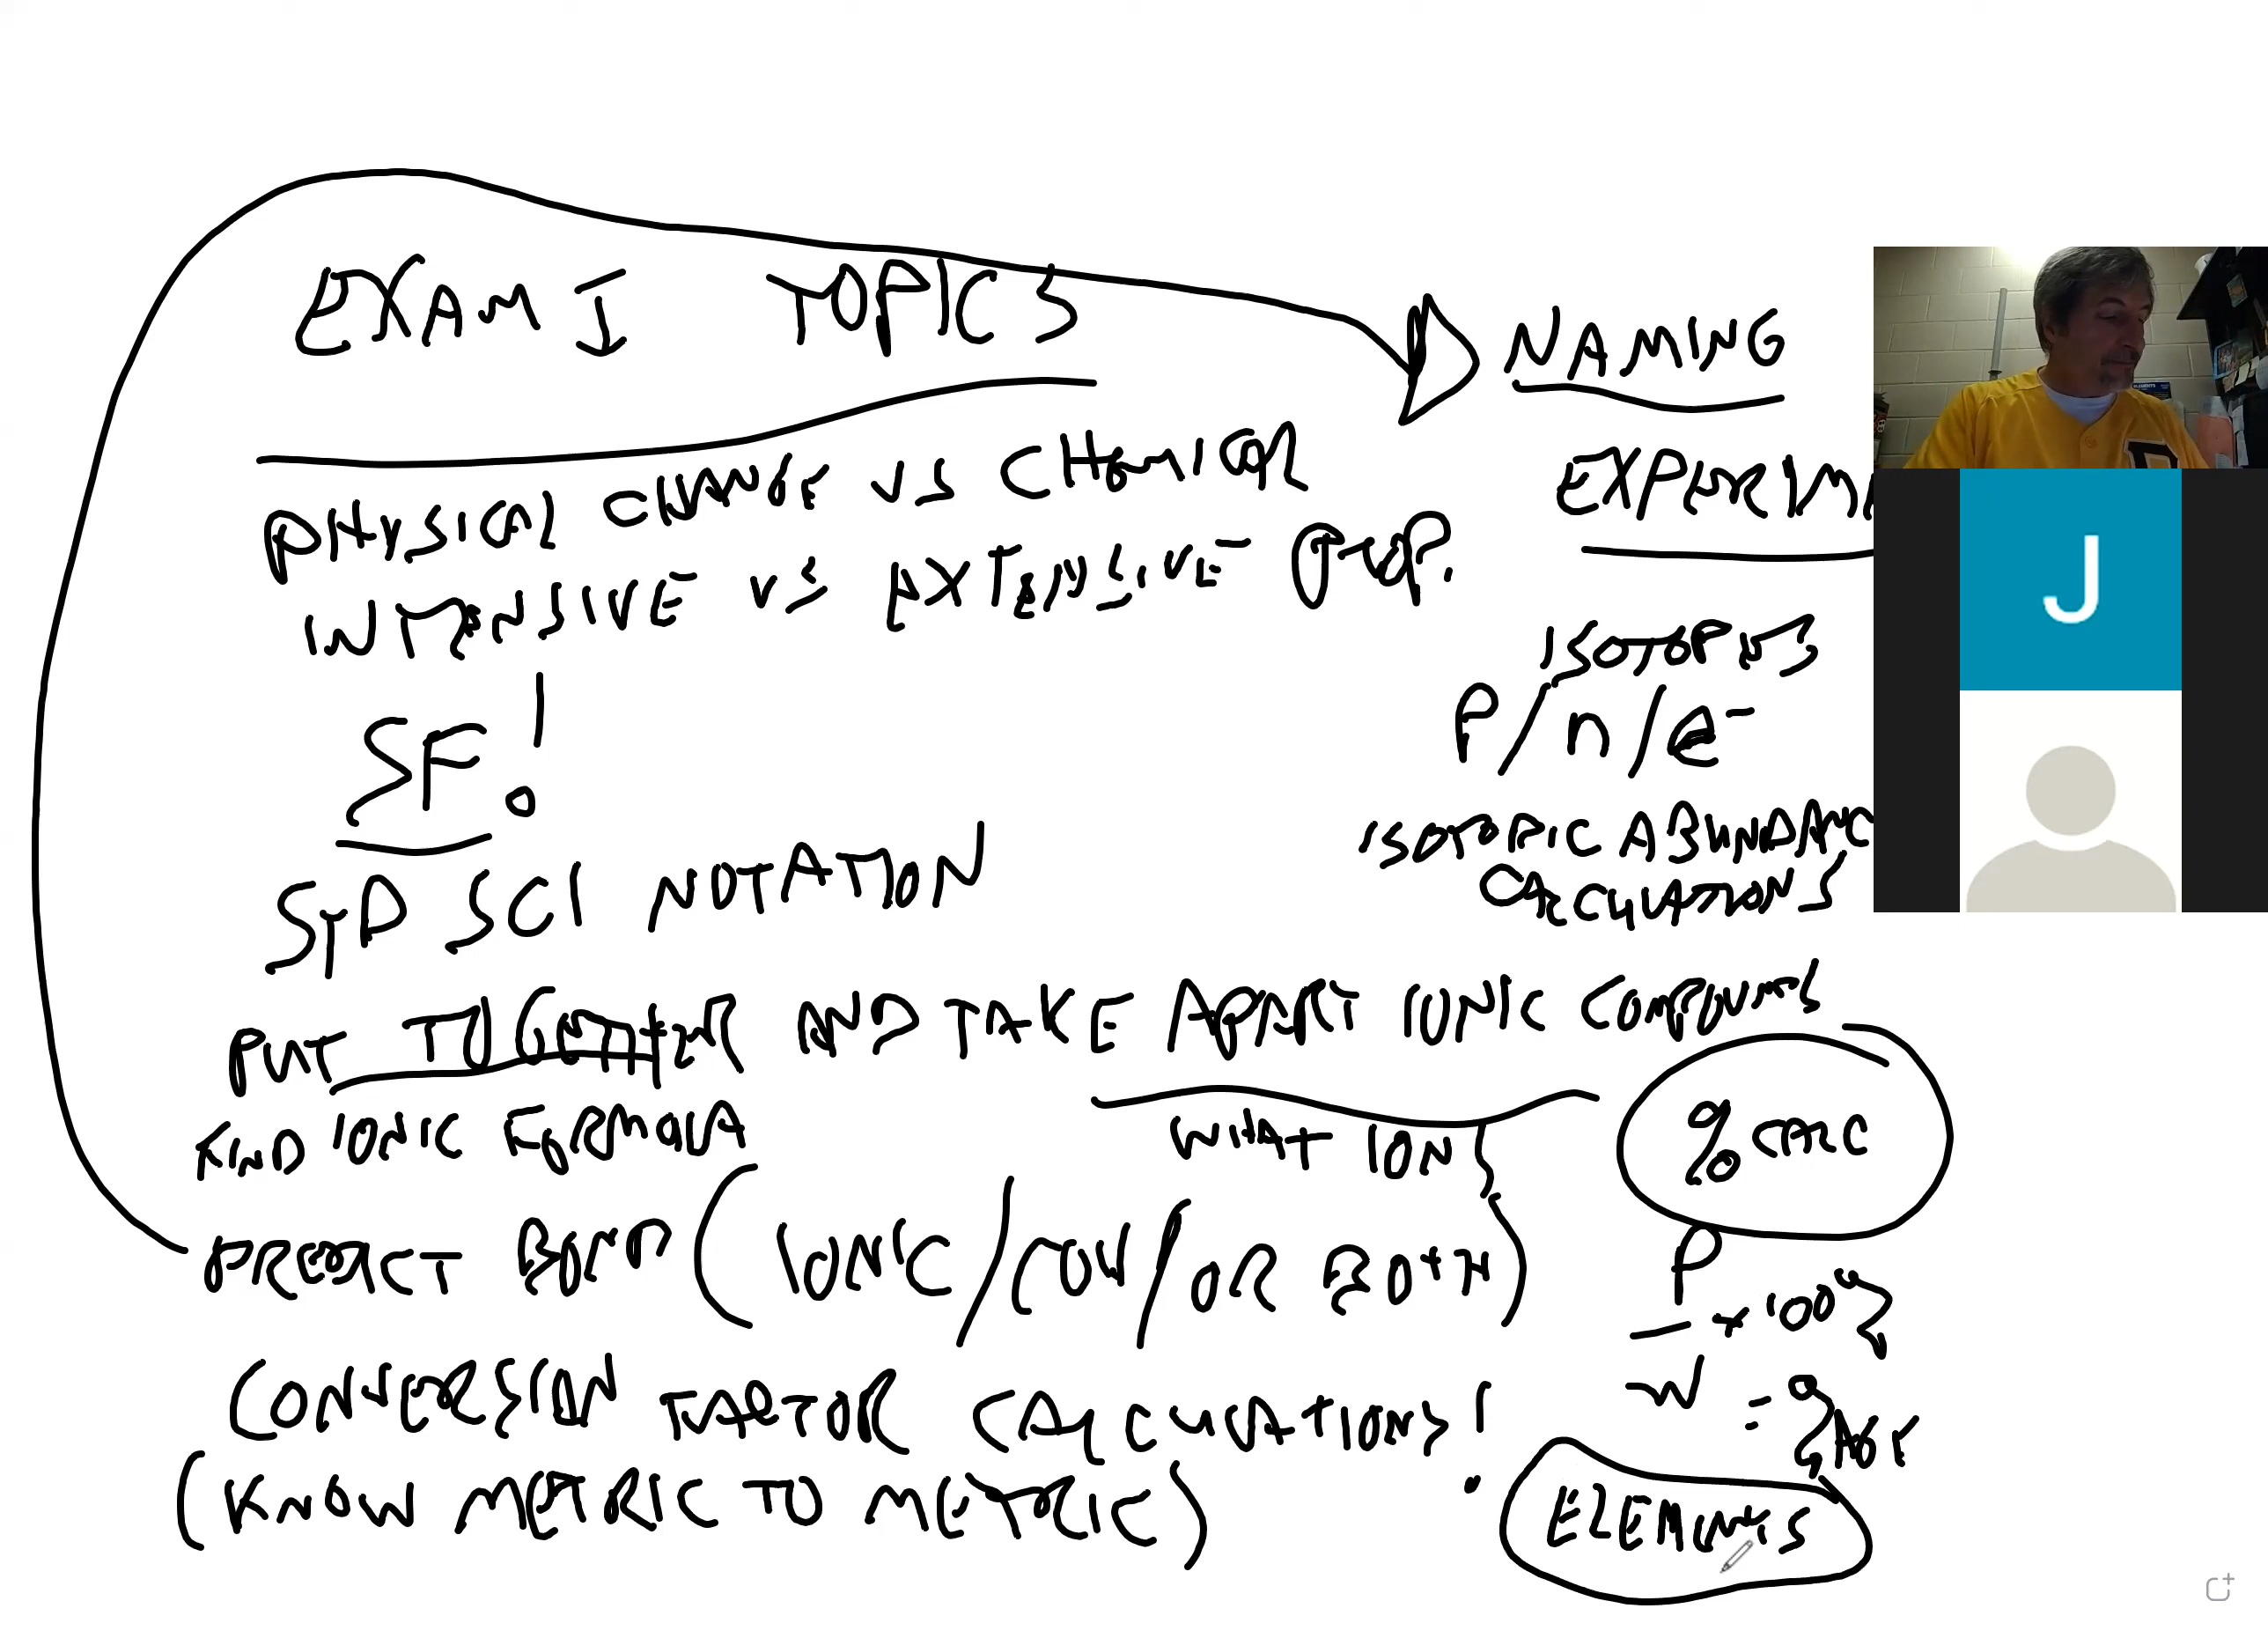 EXAM I TOPICS
PHYSICAL CHANGE VS CHEMICAL
INTENSIVE VS EXTENSIVE PROP.
SF!
STD SCI NOTATION
PUT TOGETHER AND TAKE APART IONIC COMPOUNDS
FIND IONIC FORMULA
WHAT IONS
PREDICT BOND (IONIC/COV/OR BOTH)
CONVERSION FACTOR CALCULATIONS!
(KNOW METRIC TO METRIC)
NAMING
EXPERIM
ISOTOPES
P/n/e-
ISOTOPIC ABUNDANC
CALCULATIONS
% CALC
P
— × 100%
W
= %AGE
ELEMENTS
J